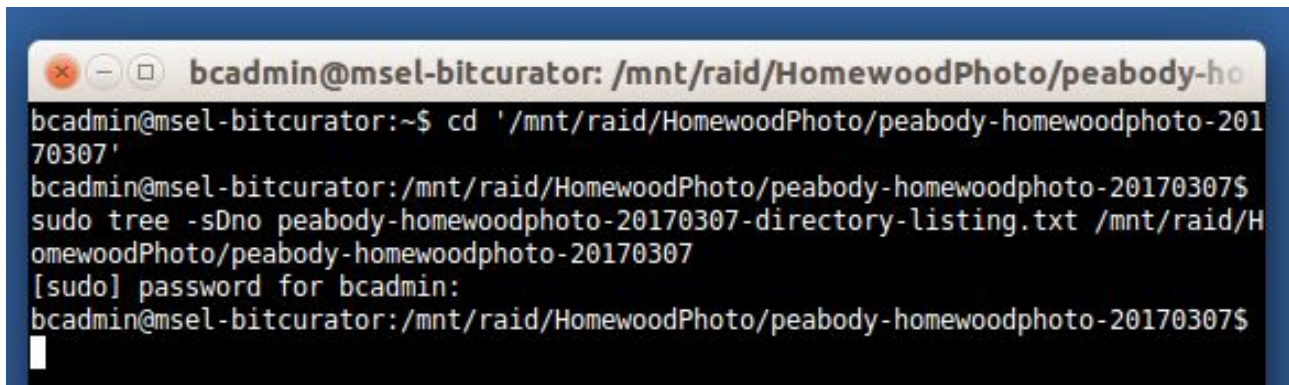 bcadmin@msel-bitcurator: /mnt/raid/HomewoodPhoto/peabody-ho
bcadmin@msel-bitcurator:~$ cd '/mnt/raid/HomewoodPhoto/peabody-homewoodphoto-201
70307'
bcadmin@msel-bitcurator:/mnt/raid/HomewoodPhoto/peabody-homewoodphoto-20170307$
sudo tree -sDno peabody-homewoodphoto-20170307-directory-listing.txt /mnt/raid/H
omewoodPhoto/peabody-homewoodphoto-20170307
[sudo] password for bcadmin:
bcadmin@msel-bitcurator:/mnt/raid/HomewoodPhoto/peabody-homewoodphoto-20170307$